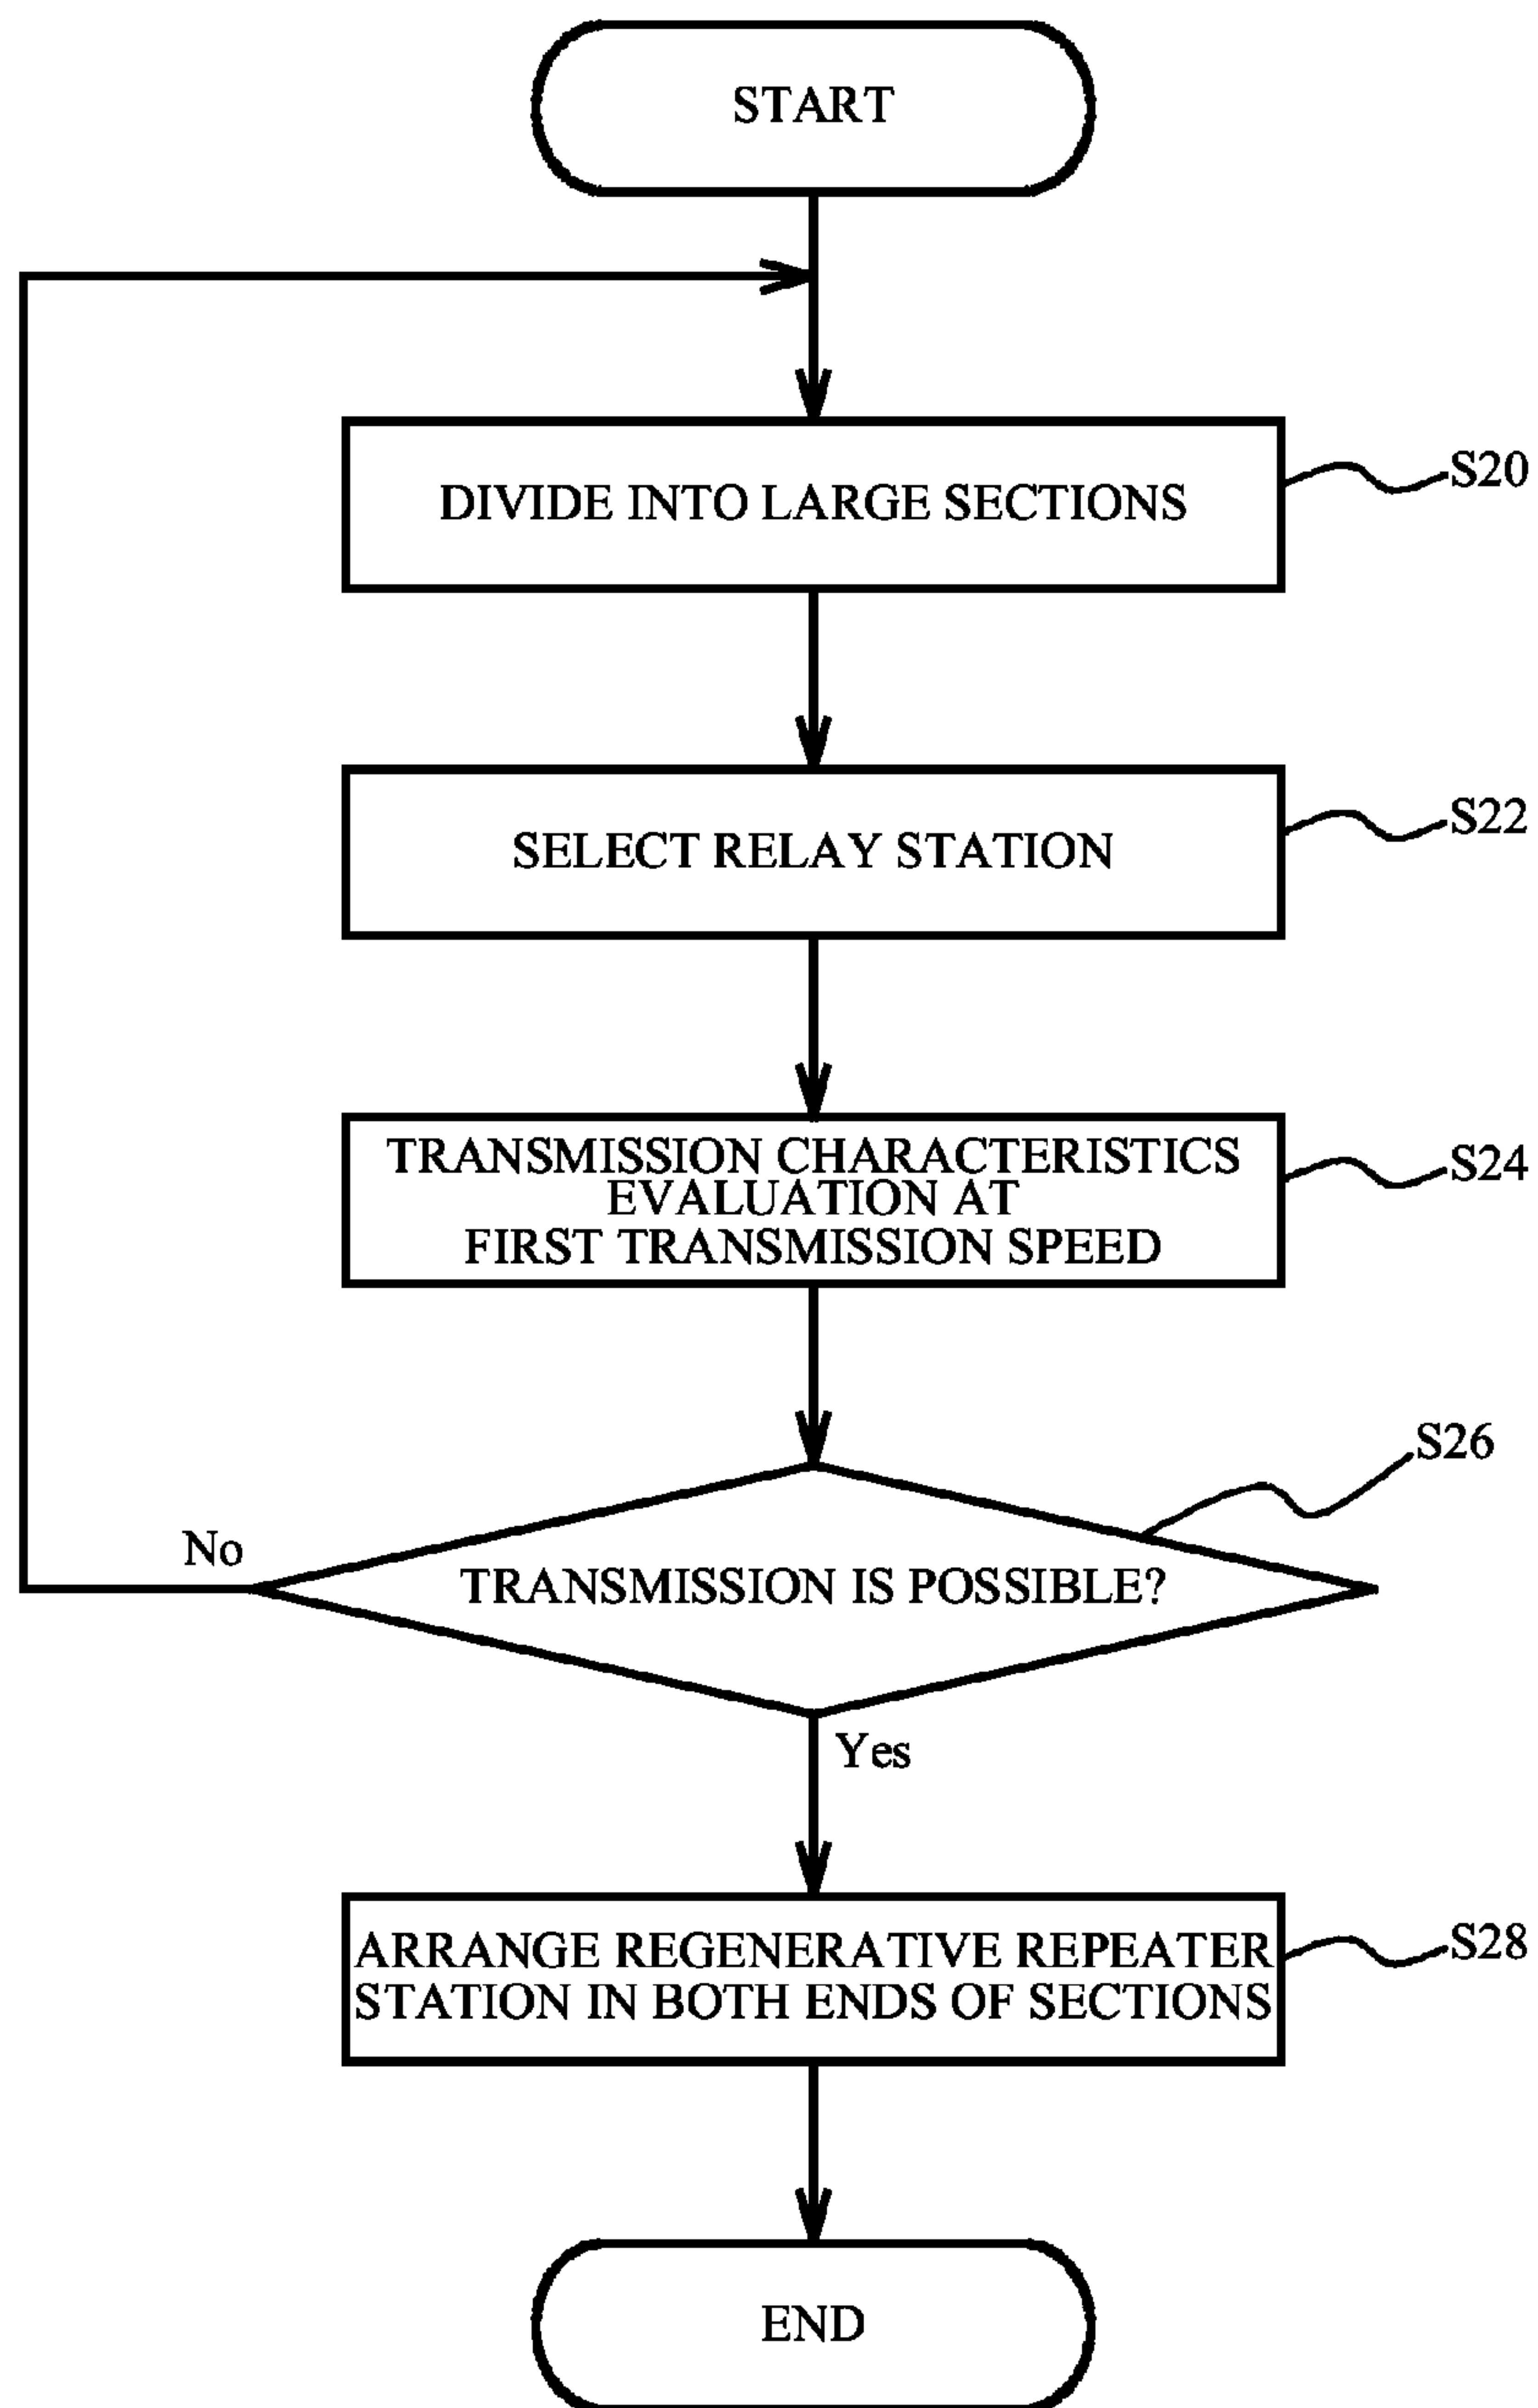 START
DIVIDE INTO LARGE SECTIONS
S20
SELECT RELAY STATION
S22
TRANSMISSION CHARACTERISTICS
EVALUATION AT
FIRST TRANSMISSION SPEED
S24
S26
No
TRANSMISSION IS POSSIBLE?
Yes
ARRANGE REGENERATIVE REPEATER
STATION IN BOTH ENDS OF SECTIONS
S28
END